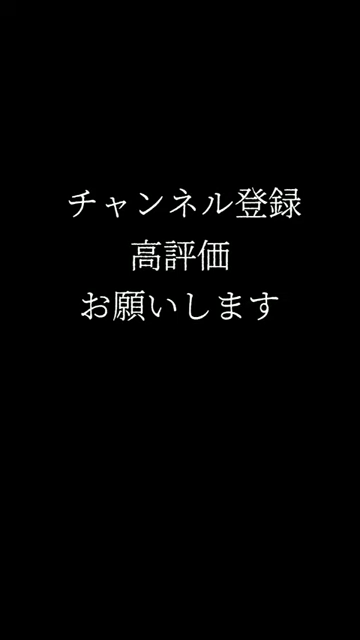 チャンネル登録
高評価
お願いします